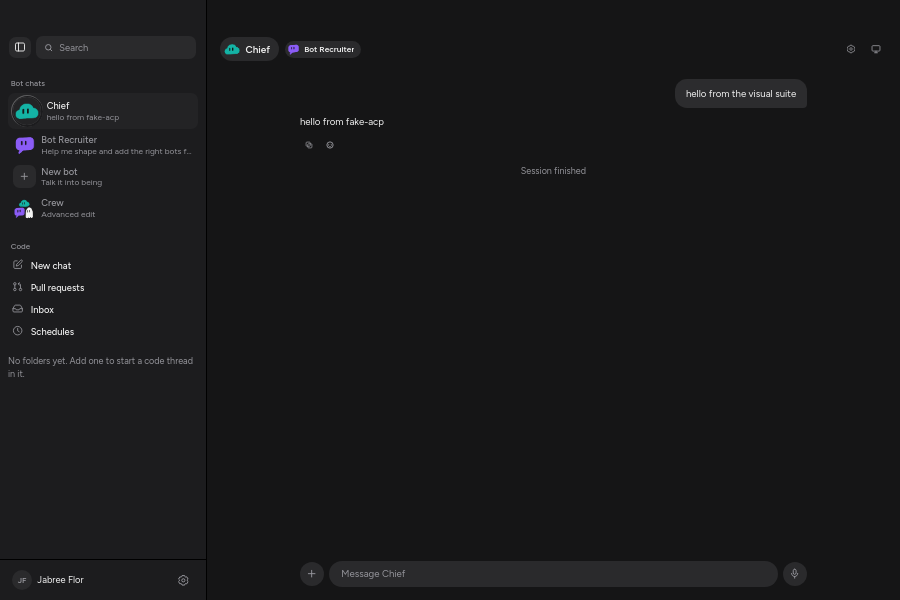 Search
Bot chats
Chief
hello from fake-acp
Bot Recruiter
Help me shape and add the right bots f...
New bot
Talk it into being
Crew
Advanced edit
Code
New chat
Pull requests
Inbox
Schedules
No folders yet. Add one to start a code thread
in it.
JF
Jabree Flor
Chief
Bot Recruiter
hello from the visual suite
hello from fake-acp
Session finished
Message Chief